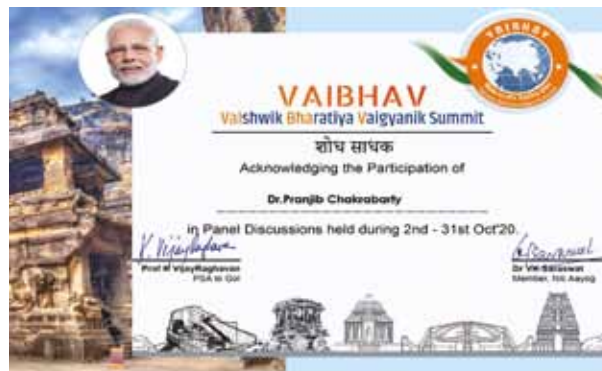 VAIBHAV
VAIBHAV
Vaishwik Bharatiya Vaigyanik Summit
शोध साधक
Acknowledging the Participation of
Dr.Pranjib Chakrabarty
in Panel Discussions held during 2nd - 31st Oct'20.
Prof K VijayRaghavan
PSA to GoI
Dr VK Saraswat
Member, Niti Aayog